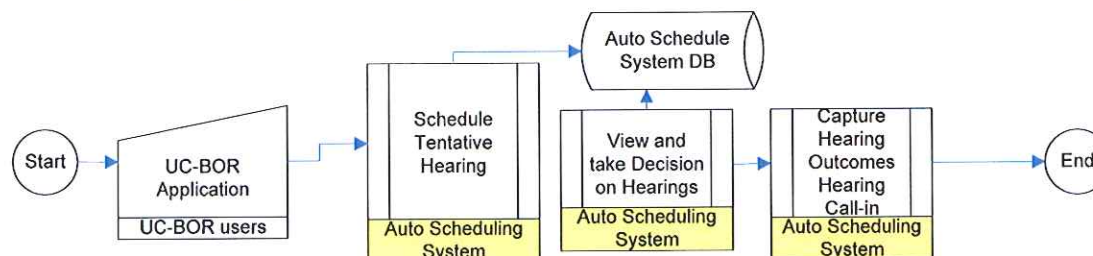 Start
UC-BOR
Application
UC-BOR users
Schedule
Tentative
Hearing
Auto Scheduling
System
Auto Schedule
System DB
View and
take Decision
on Hearings
Auto Scheduling
System
Capture
Hearing
Outcomes
Hearing
Call-in
Auto Scheduling
System
End